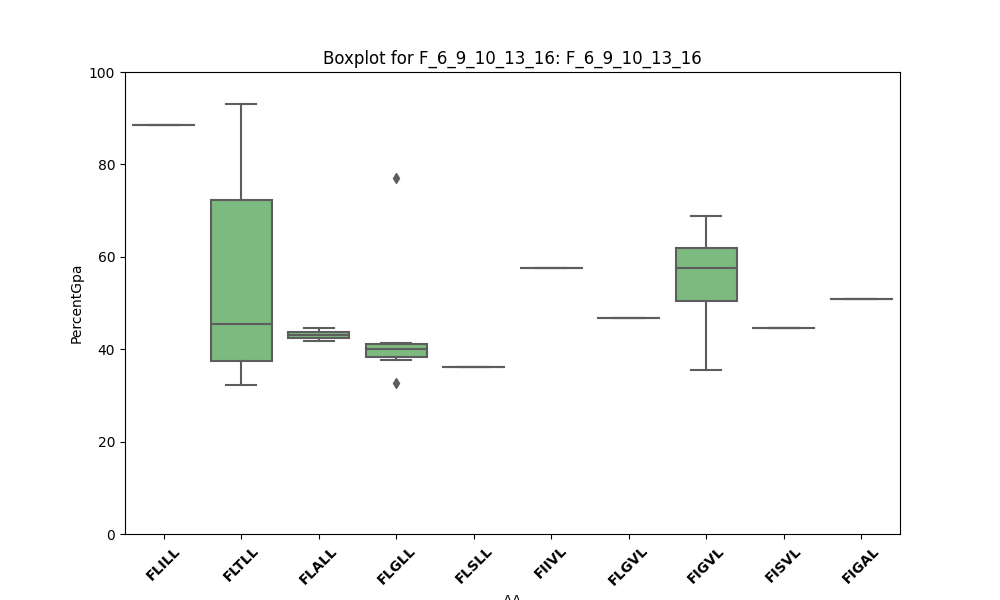 Boxplot for F_6_9_10_13_16: F_6_9_10_13_16
PercentGpa
100
80
60
40
20
0
FLILL
FLTLL
FLALL
FLGLL
FLSLL
FIIVL
FLGVL
FIGVL
FISVL
FIGAL
AA